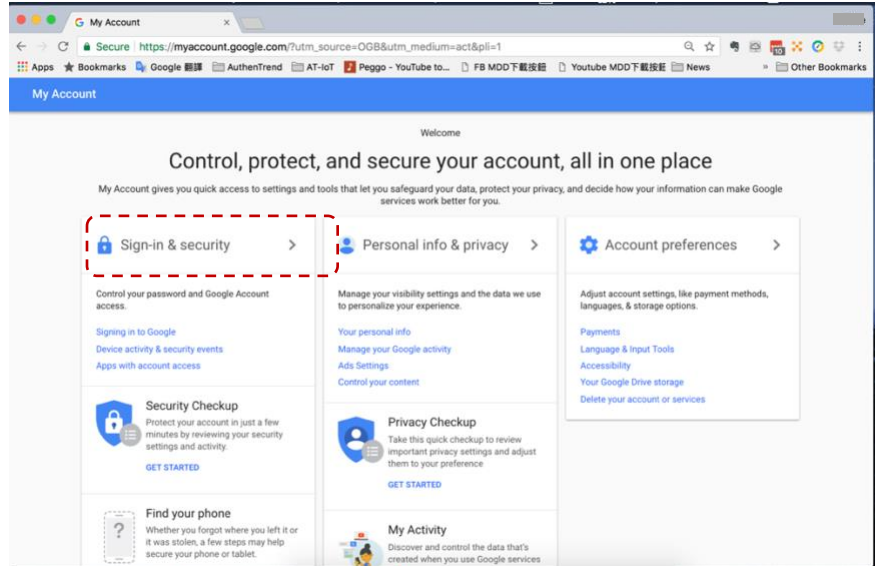 My Account
Secure https://myaccount.google.com/?utm_source=OGB&utm_medium=act&pli=1
Apps Bookmarks Google 翻譯 AuthenTrend AT-IoT Peggo - YouTube to... FB MDD下載按鈕 Youtube MDD下載按鈕 News » Other Bookmarks
My Account
Welcome
Control, protect, and secure your account, all in one place
My Account gives you quick access to settings and tools that let you safeguard your data, protect your privacy, and decide how your information can make Google
services work better for you.
Sign-in & security
Control your password and Google Account
access.
Signing in to Google
Device activity & security events
Apps with account access
Security Checkup
Protect your account in just a few
minutes by reviewing your security
settings and activity.
GET STARTED
Find your phone
Whether you forgot where you left it or
it was stolen, a few steps may help
secure your phone or tablet.
Personal info & privacy
Manage your visibility settings and the data we use
to personalize your experience.
Your personal info
Manage your Google activity
Ads Settings
Control your content
Privacy Checkup
Take this quick checkup to review
important privacy settings and adjust
them to your preference
GET STARTED
My Activity
Discover and control the data that's
created when you use Google services
Account preferences
Adjust account settings, like payment methods,
languages, & storage options.
Payments
Language & Input Tools
Accessibility
Your Google Drive storage
Delete your account or services